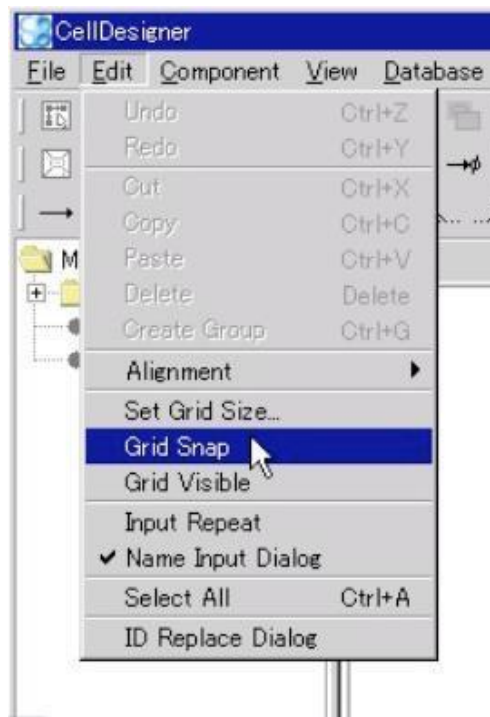 CellDesigner
File Edit Component View Database
Undo Ctrl+Z
Redo Ctrl+Y
Cut Ctrl+X
Copy Ctrl+C
Paste Ctrl+V
Delete Delete
Create Group Ctrl+G
Alignment
Set Grid Size...
Grid Snap
Grid Visible
Input Repeat
Name Input Dialog
Select All Ctrl+A
ID Replace Dialog